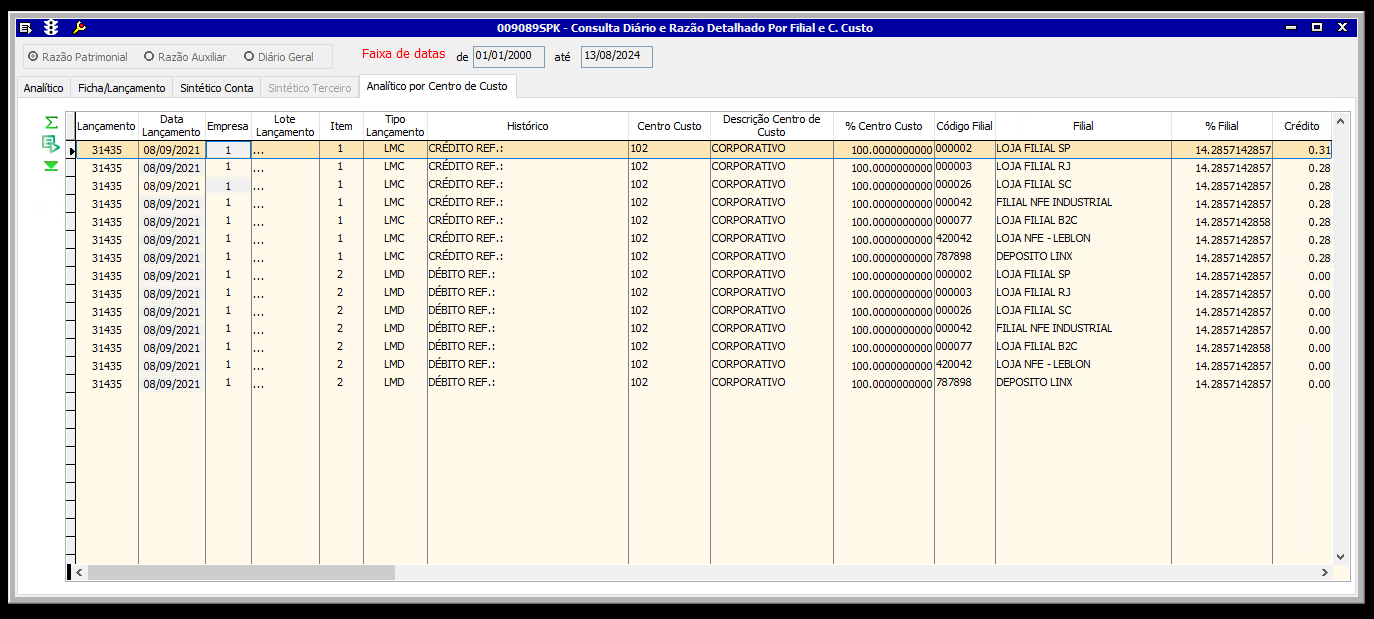 009089SPK - Consulta Diário e Razão Detalhado Por Filial e C. Custo
Razão Patrimonial Razão Auxiliar Diário Geral Faixa de datas de 01/01/2000 até 13/08/2024
Analítico Ficha/Lançamento Sintético Conta Sintético Terceiro Analítico por Centro de Custo
Lançamento Data Lançamento Empresa Lote Lançamento Item Tipo Lançamento Histórico Centro Custo Descrição Centro de Custo % Centro Custo Código Filial Filial % Filial Crédito
31435 08/09/2021 1 ... 1 LMC CRÉDITO REF.: 102 CORPORATIVO 100.0000000000 000002 LOJA FILIAL SP 14.2857142857 0.31
31435 08/09/2021 1 ... 1 LMC CRÉDITO REF.: 102 CORPORATIVO 100.0000000000 000003 LOJA FILIAL RJ 14.2857142857 0.28
31435 08/09/2021 1 ... 1 LMC CRÉDITO REF.: 102 CORPORATIVO 100.0000000000 000026 LOJA FILIAL SC 14.2857142857 0.28
31435 08/09/2021 1 ... 1 LMC CRÉDITO REF.: 102 CORPORATIVO 100.0000000000 000042 FILIAL NFE INDUSTRIAL 14.2857142857 0.28
31435 08/09/2021 1 ... 1 LMC CRÉDITO REF.: 102 CORPORATIVO 100.0000000000 000077 LOJA FILIAL B2C 14.2857142858 0.28
31435 08/09/2021 1 ... 1 LMC CRÉDITO REF.: 102 CORPORATIVO 100.0000000000 420042 LOJA NFE - LEBLON 14.2857142857 0.28
31435 08/09/2021 1 ... 1 LMC CRÉDITO REF.: 102 CORPORATIVO 100.0000000000 787898 DEPOSITO LINX 14.2857142857 0.28
31435 08/09/2021 1 ... 2 LMD DÉBITO REF.: 102 CORPORATIVO 100.0000000000 000002 LOJA FILIAL SP 14.2857142857 0.00
31435 08/09/2021 1 ... 2 LMD DÉBITO REF.: 102 CORPORATIVO 100.0000000000 000003 LOJA FILIAL RJ 14.2857142857 0.00
31435 08/09/2021 1 ... 2 LMD DÉBITO REF.: 102 CORPORATIVO 100.0000000000 000026 LOJA FILIAL SC 14.2857142857 0.00
31435 08/09/2021 1 ... 2 LMD DÉBITO REF.: 102 CORPORATIVO 100.0000000000 000042 FILIAL NFE INDUSTRIAL 14.2857142857 0.00
31435 08/09/2021 1 ... 2 LMD DÉBITO REF.: 102 CORPORATIVO 100.0000000000 000077 LOJA FILIAL B2C 14.2857142858 0.00
31435 08/09/2021 1 ... 2 LMD DÉBITO REF.: 102 CORPORATIVO 100.0000000000 420042 LOJA NFE - LEBLON 14.2857142857 0.00
31435 08/09/2021 1 ... 2 LMD DÉBITO REF.: 102 CORPORATIVO 100.0000000000 787898 DEPOSITO LINX 14.2857142857 0.00